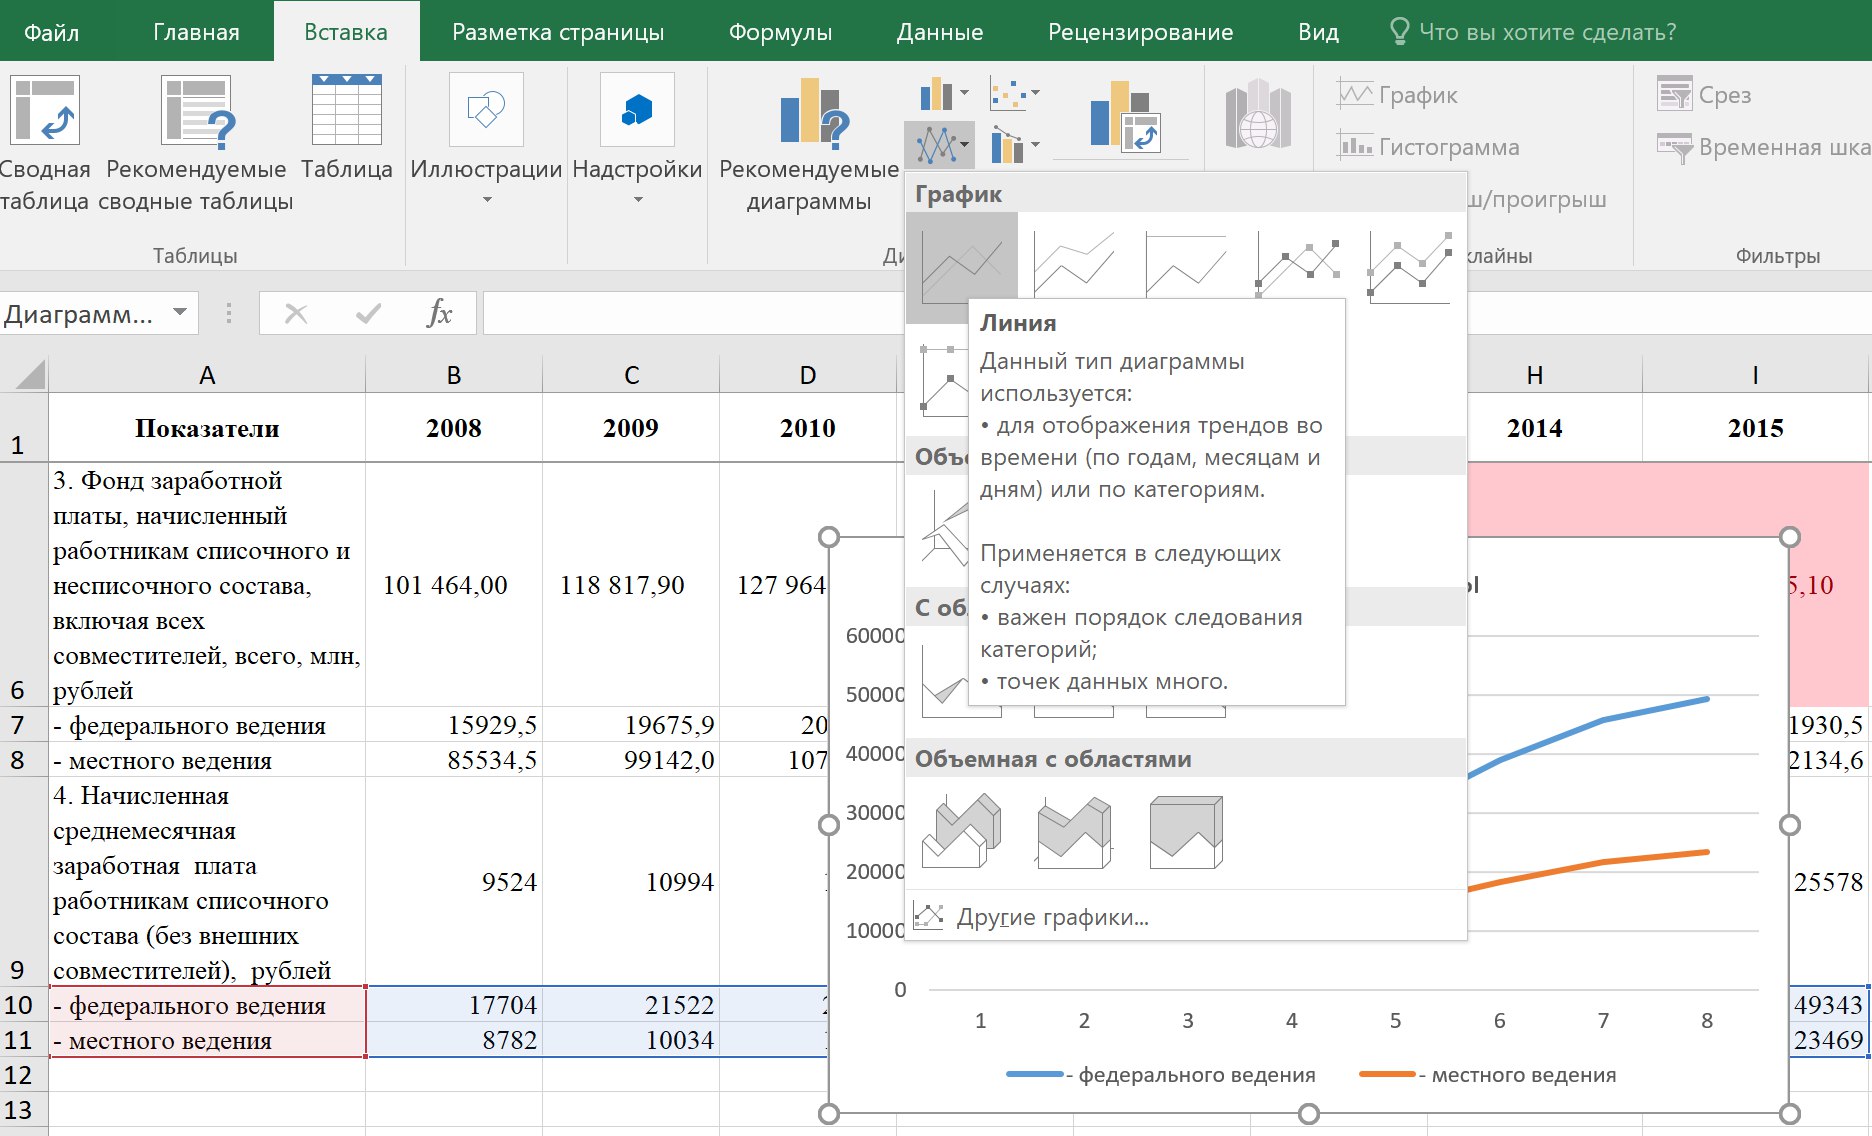 Файл Главная Вставка Разметка страницы Формулы Данные Рецензирование Вид Что вы хотите сделать?
График Срез
Гистограмма Временная шка
Сводная Рекомендуемые Таблица Иллюстрации Надстройки Рекомендуемые
таблица сводные таблицы диаграммы ш/проигрыш
Таблицы Ди клайны Фильтры
График
Диаграмм... fx
Линия
Данный тип диаграммы
используется:
• для отображения трендов во
времени (по годам, месяцам и
дням) или по категориям.
Применяется в следующих
случаях:
• важен порядок следования
категорий;
• точек данных много.
Объе
С об
Объемная с областями
Другие графики...
A B C D H I
1 Показатели 2008 2009 2010 2014 2015
3. Фонд заработной
платы, начисленный
работникам списочного и
несписочного состава,
включая всех
совместителей, всего, млн,
рублей
6 101 464,00 118 817,90 127 964 5,10
7 - федерального ведения 15929,5 19675,9 20 1930,5
8 - местного ведения 85534,5 99142,0 107 2134,6
4. Начисленная
среднемесячная
заработная плата
работникам списочного
состава (без внешних
совместителей), рублей
9 9524 10994 25578
10 - федерального ведения 17704 21522 2 49343
11 - местного ведения 8782 10034 23469
12
13
ы
60000
50000
40000
30000
20000
10000
0
1 2 3 4 5 6 7 8
- федерального ведения - местного ведения